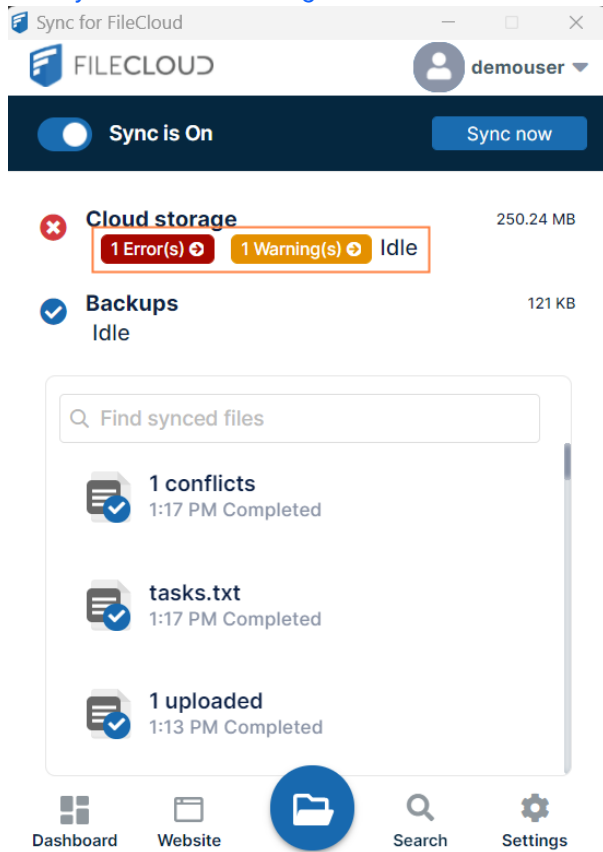 Sync for FileCloud
FILECLOUD
demouser
Sync is On
Sync now
Cloud storage
250.24 MB
1 Error(s)
1 Warning(s)
Idle
Backups
121 KB
Idle
Find synced files
1 conflicts
1:17 PM Completed
tasks.txt
1:17 PM Completed
1 uploaded
1:13 PM Completed
Dashboard
Website
Search
Settings